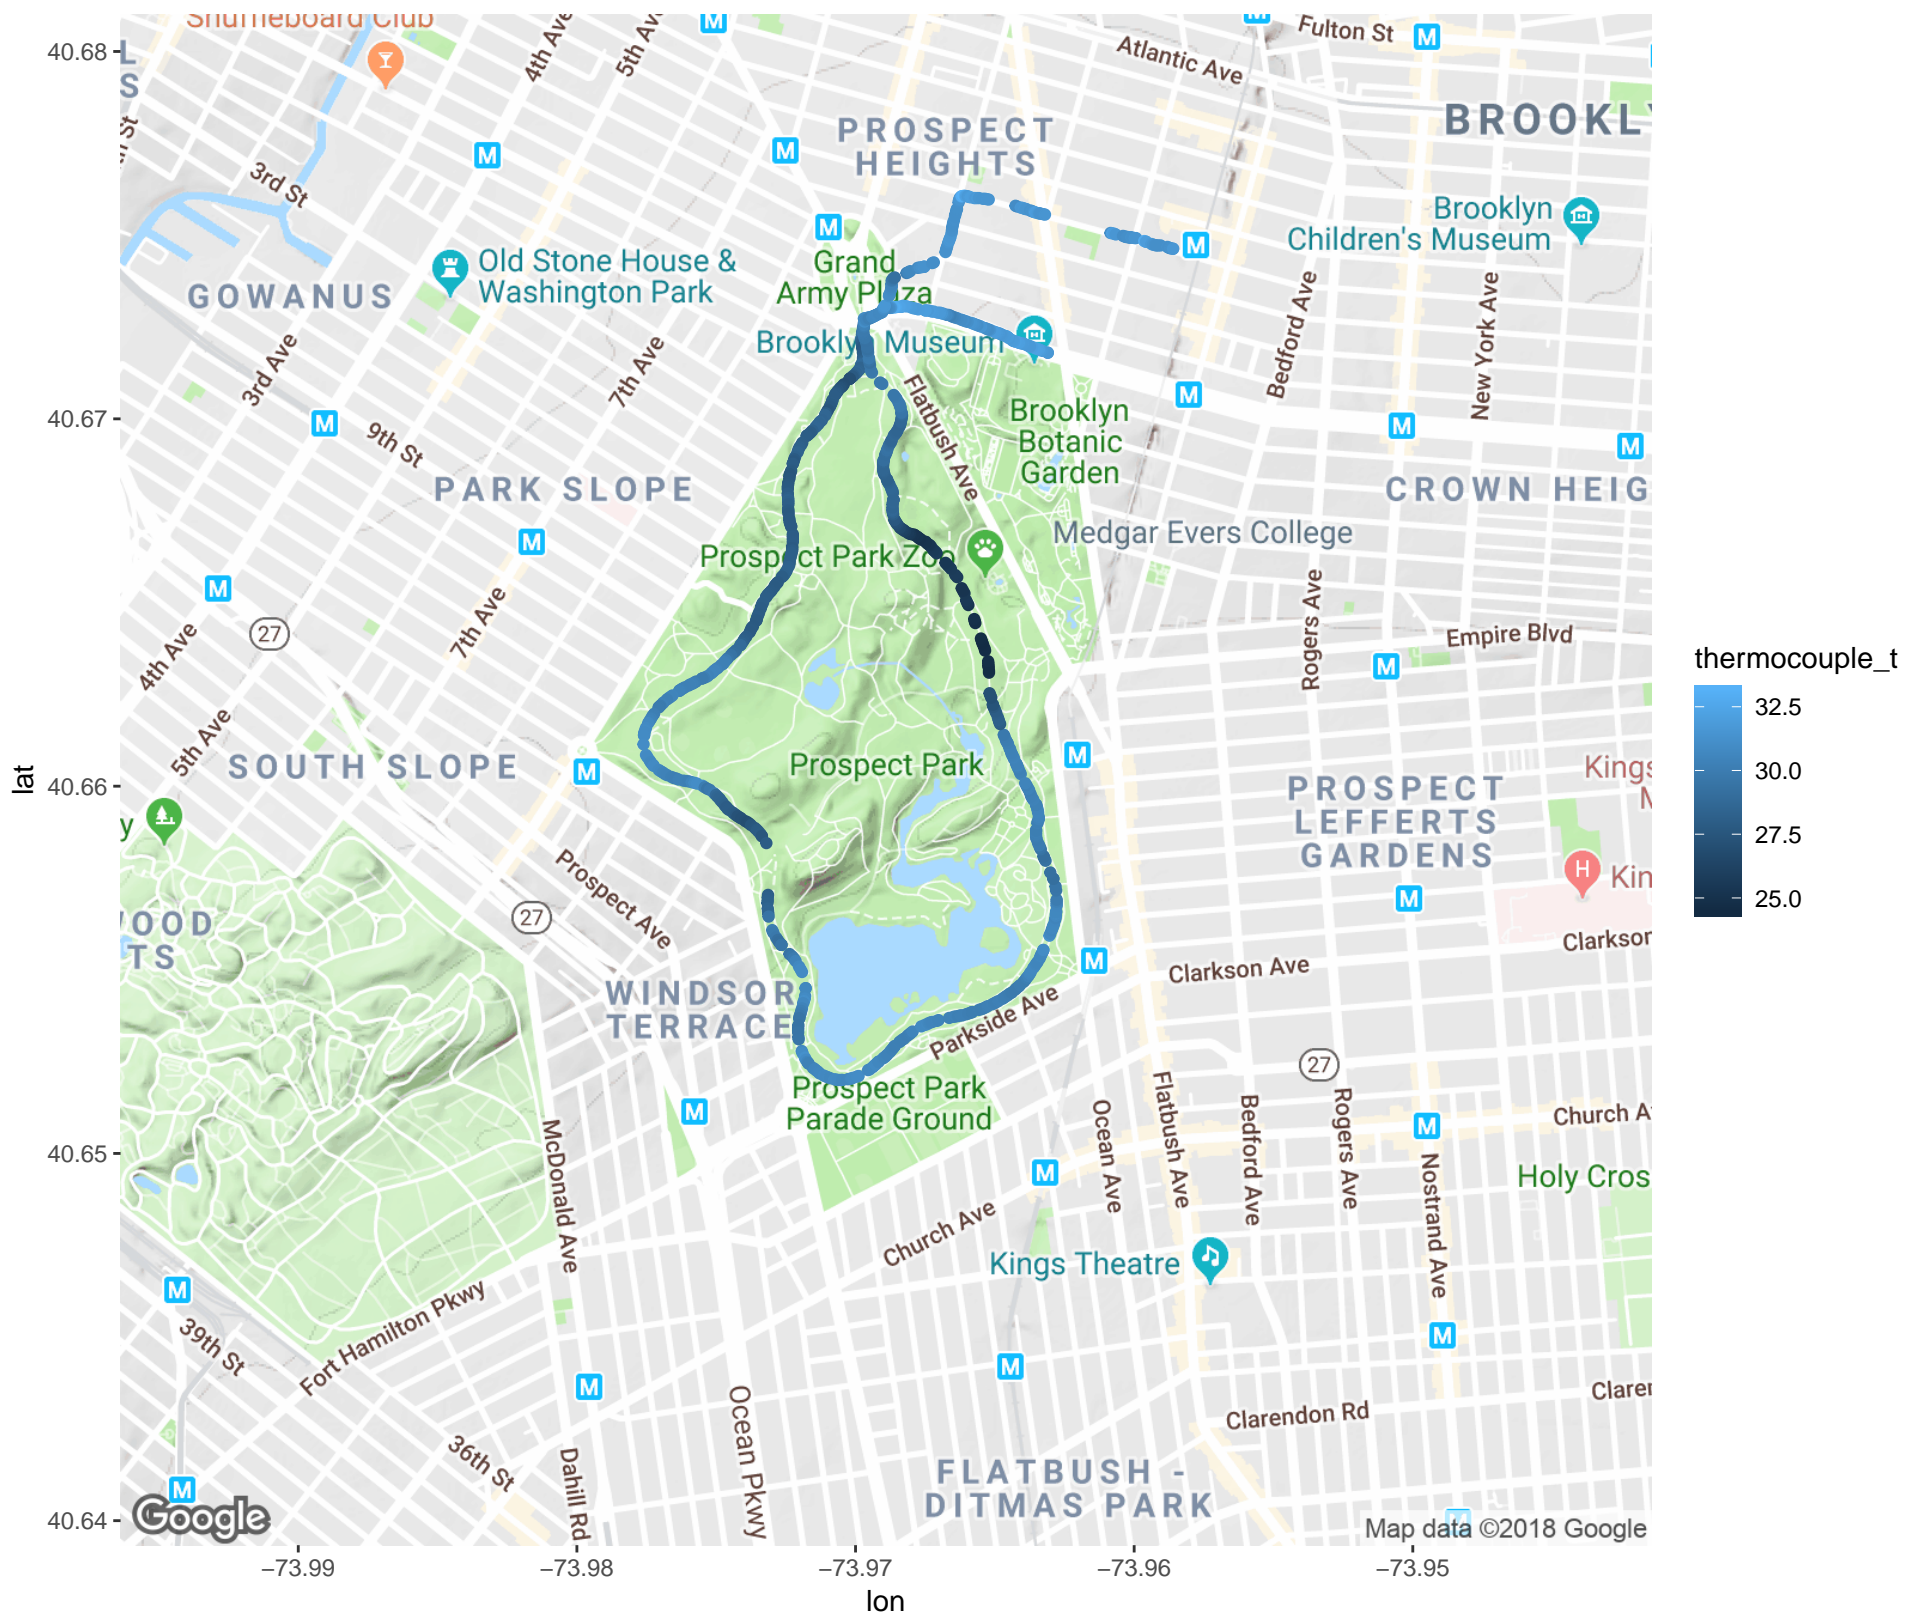 Shuffleboard Club
4th Ave
5th Ave
Atlantic Ave
Fulton St
40.68
L
S
BROOKLY
PROSPECT
HEIGHTS
3rd St
Brooklyn
Children's Museum
Old Stone House &
Washington Park
Grand
Army Plaza
GOWANUS
Brooklyn Museum
3rd Ave
7th Ave
Bedford Ave
New York Ave
40.67
Flatbush Ave
Brooklyn
Botanic
Garden
9th St
PARK SLOPE
CROWN HEIG
Medgar Evers College
Prospect Park Zoo
7th Ave
4th Ave
27
Rogers Ave
Empire Blvd
thermocouple_t
32.5
30.0
27.5
25.0
5th Ave
SOUTH SLOPE
Prospect Park
40.66
lat
PROSPECT
LEFFERTS
GARDENS
Kings
M
y
H
Kin
Prospect Ave
27
OOD
TS
Clarkson
Clarkson Ave
WINDSOR
TERRACE
Parkside Ave
27
Prospect Park
Parade Ground
McDonald Ave
Ocean Ave
Flatbush Ave
Bedford Ave
Rogers Ave
Church A
40.65
Nostrand Ave
Holy Cros
Church Ave
Kings Theatre
Fort Hamilton Pkwy
39th St
Ocean Pkwy
Claren
Clarendon Rd
36th St
Dahill Rd
FLATBUSH -
DITMAS PARK
40.64
Google
Map data ©2018 Google
−73.99
−73.98
−73.97
−73.96
−73.95
lon